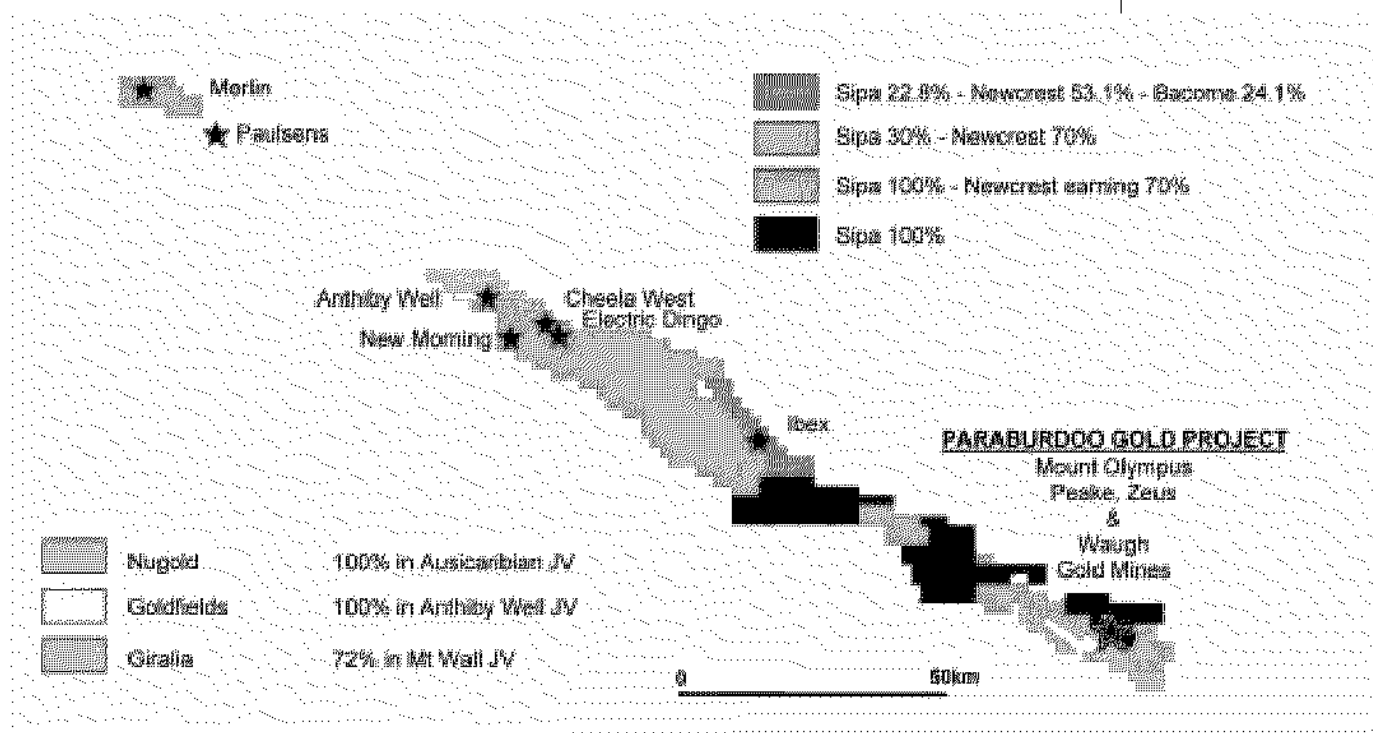 Merlin
Paulsens
Sipa 22.8% - Newcrest 53.1% - Bacome 24.1%
Sipa 30% - Newcrest 70%
Sipa 100% - Newcrest earning 70%
Sipa 100%
Anthiby Well
Cheela West
Electric Dingo
New Morning
Ibex
PARABURDOO GOLD PROJECT
Mount Olympus
Peake, Zeus
&
Waugh
Gold Mines
Nugold 100% in Ausicaribian JV
Goldfields 100% in Anthiby Well JV
Giralia 72% in Mt Wall JV
0 50km